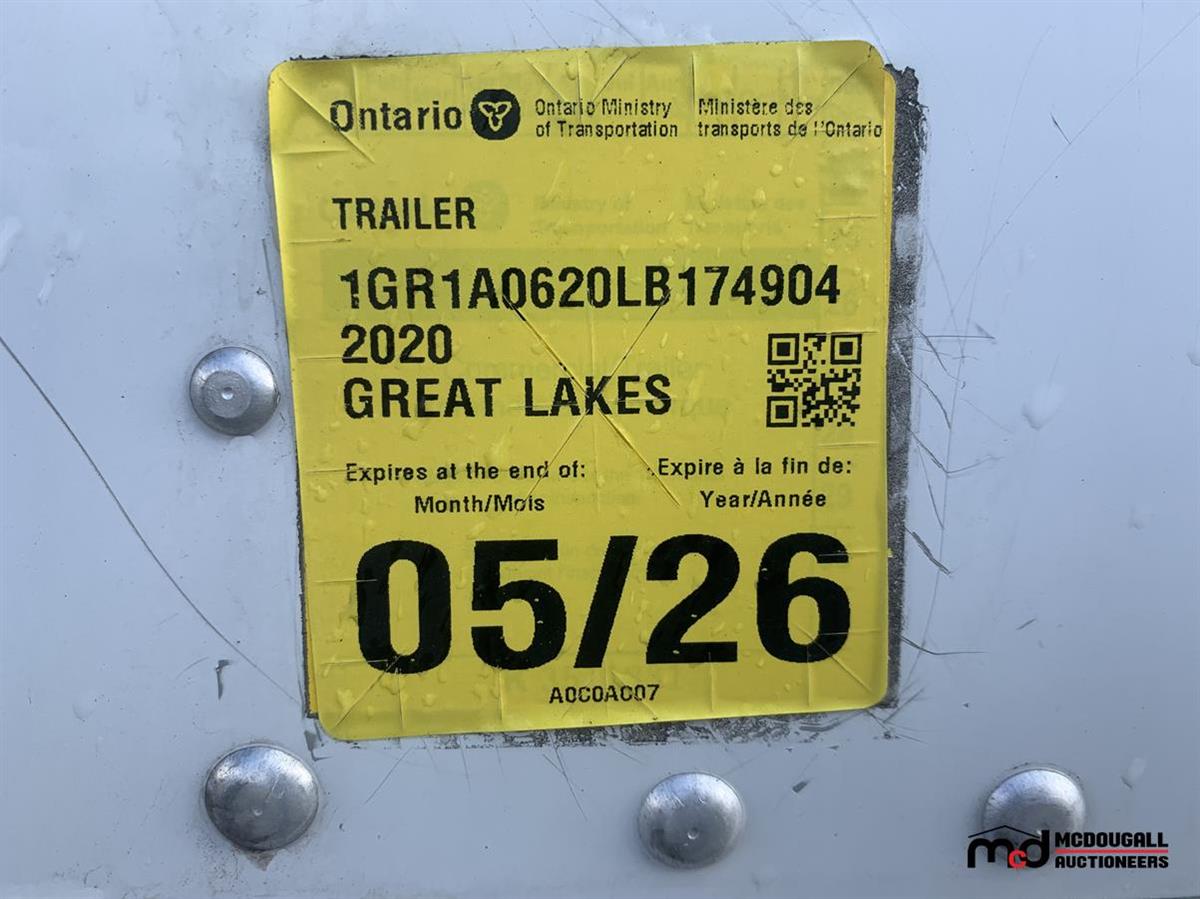 Ontario
Ontario Ministry
of Transportation
Ministère des
transports de l'Ontario
TRAILER
1GR1A0620LB174904
2020
GREAT LAKES
Expires at the end of:
Month/Mois
Expire à la fin de:
Year/Année
05/26
A0C0AC07
mcd
MCDOUGALL
AUCTIONEERS